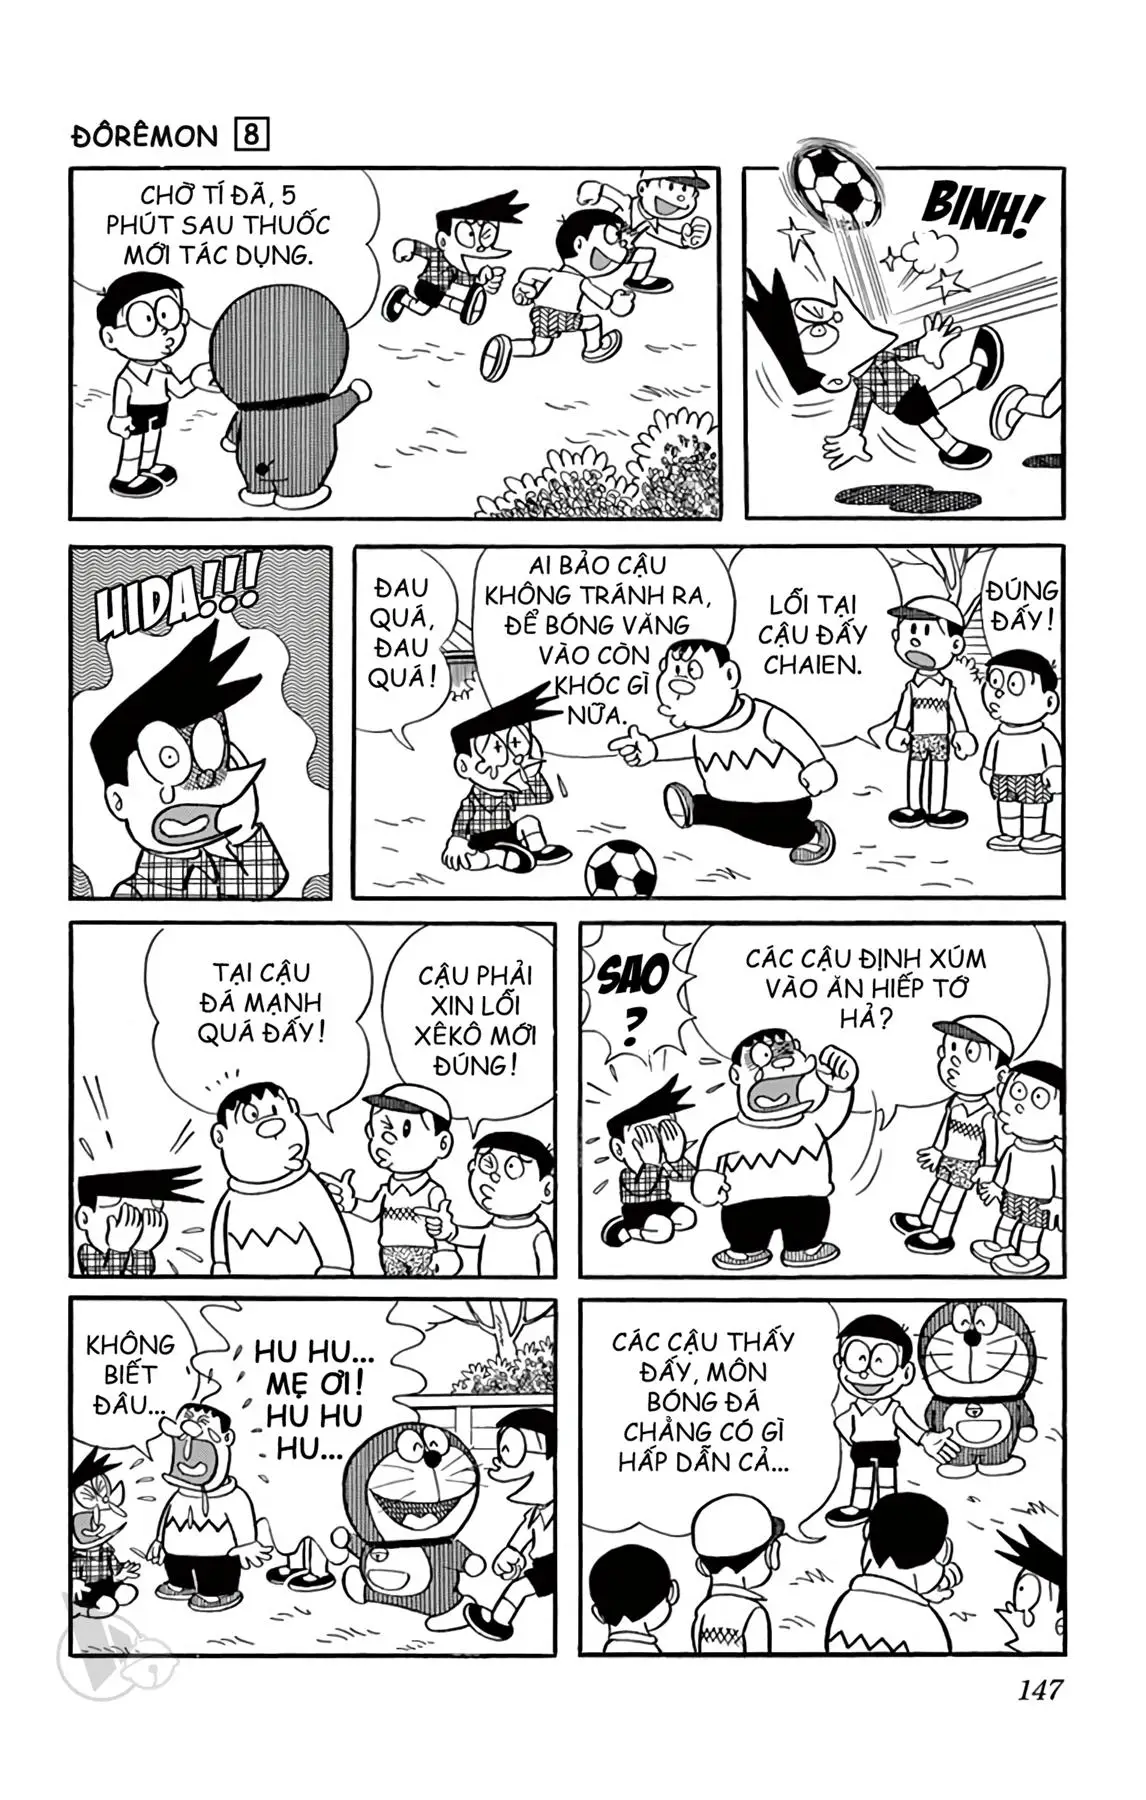 ĐÔRÊMON 8
CHỜ TÍ ĐÃ, 5
PHÚT SAU THUỐC
MỚI TÁC DỤNG.
BINH!
HIDA!!!
ĐAU
QUÁ,
ĐAU
QUÁ!
AI BẢO CẬU
KHÔNG TRÁNH RA,
ĐỂ BÓNG VĂNG
VÀO CÒN
KHÓC GÌ
NỮA.
LỖI TẠI
CẬU ĐẤY
CHAIEN.
ĐÚNG
ĐẤY!
TẠI CẬU
ĐÁ MẠNH
QUÁ ĐẤY!
CẬU PHẢI
XIN LỖI
XÊKÔ MỚI
ĐÚNG!
SAO
?
CÁC CẬU ĐỊNH XÚM
VÀO ĂN HIẾP TỚ
HẢ?
KHÔNG
BIẾT
ĐÂU...
HU HU...
MẸ ƠI!
HU HU
HU...
CÁC CẬU THẤY
ĐẤY, MÔN
BÓNG ĐÁ
CHẲNG CÓ GÌ
HẤP DẪN CẢ...
147